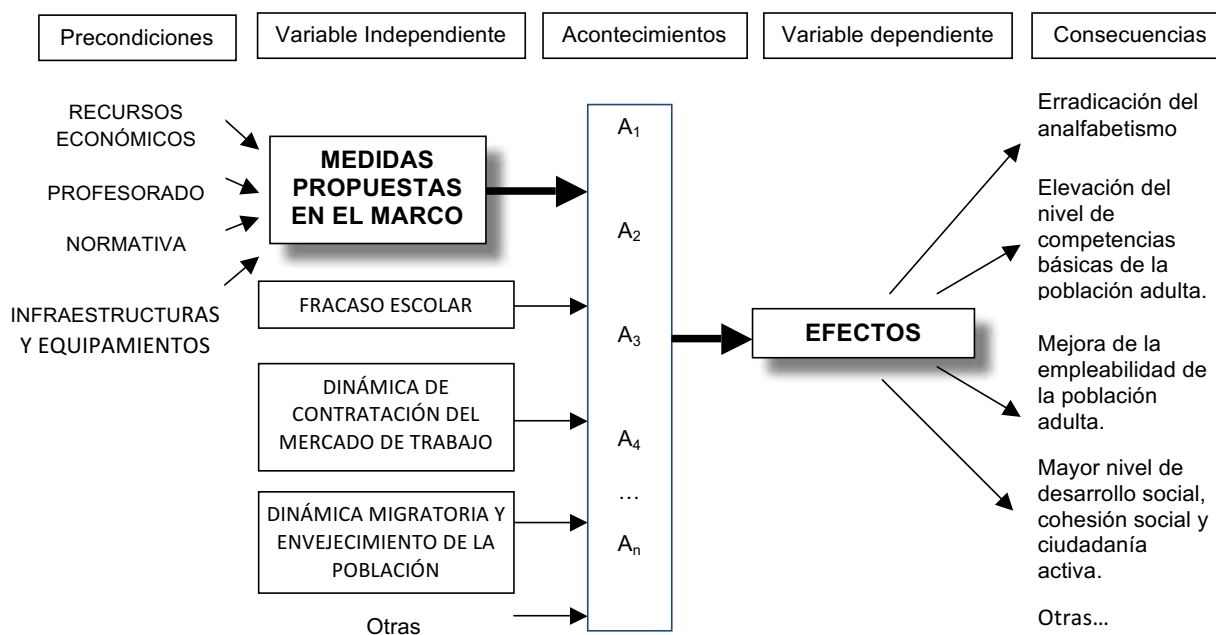 Precondiciones
Variable Independiente
Acontecimientos
Variable dependiente
Consecuencias
RECURSOS
ECONÓMICOS
PROFESORADO
NORMATIVA
INFRAESTRUCTURAS
Y EQUIPAMIENTOS
MEDIDAS
PROPUESTAS
EN EL MARCO
FRACASO ESCOLAR
DINÁMICA DE
CONTRATACIÓN DEL
MERCADO DE TRABAJO
DINÁMICA MIGRATORIA Y
ENVEJECIMIENTO DE LA
POBLACIÓN
Otras
A₁
A₂
A₃
A₄
…
Aₙ
EFECTOS
Erradicación del
analfabetismo
Elevación del
nivel de
competencias
básicas de la
población adulta.
Mejora de la
empleabilidad de
la población
adulta.
Mayor nivel de
desarrollo social,
cohesión social y
ciudadanía
activa.
Otras…